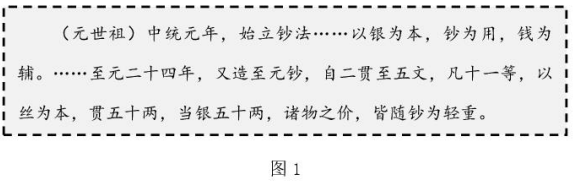 （元世祖）中统元年，始立钞法……以银为本，钞为用，钱为
辅。……至元二十四年，又造至元钞，自二贯至五文，凡十一等，以
丝为本，贯五十两，当银五十两，诸物之价，皆随钞为轻重。
图 1